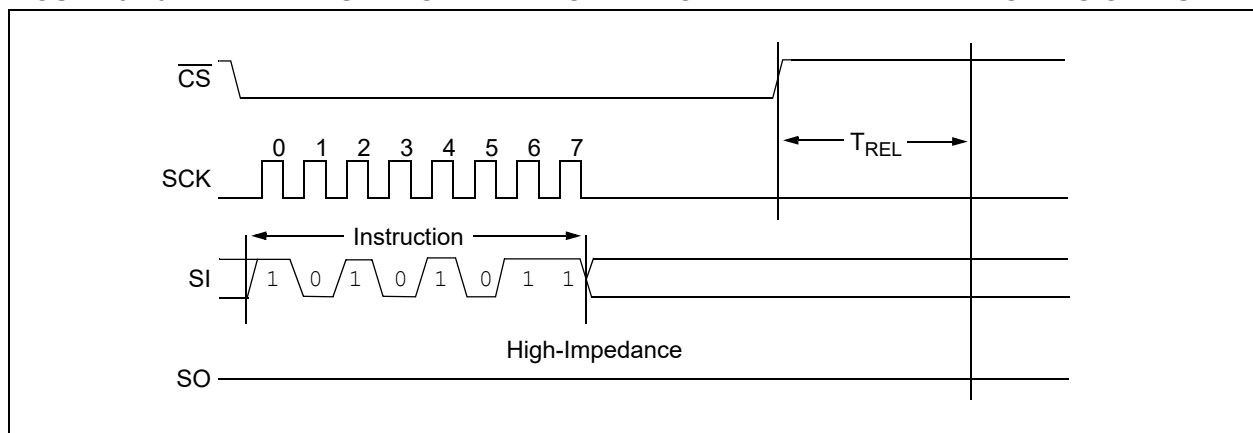 CS
TREL
0 1 2 3 4 5 6 7
SCK
Instruction
SI 1 0 1 0 1 0 1 1
High-Impedance
SO